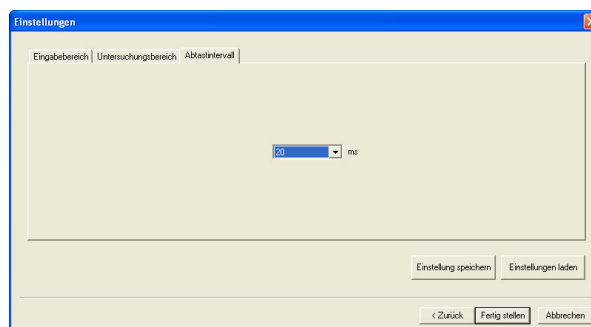 Einstellungen
Eingabebereich Untersuchungsbereich Abtastintervall
20 ms
Einstellung speichern Einstellungen laden
< Zurück Fertig stellen Abbrechen